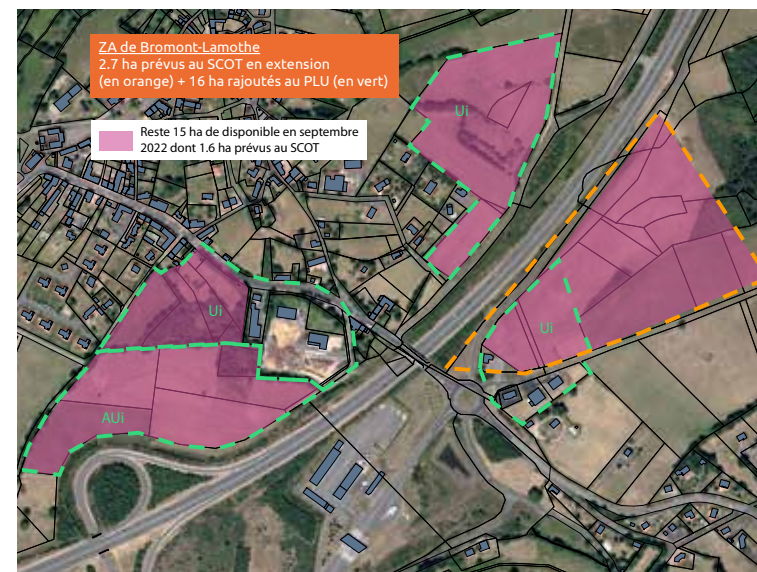 ZA de Bromont-Lamothe
2.7 ha prévus au SCOT en extension
(en orange) + 16 ha rajoutés au PLU (en vert)
Reste 15 ha de disponible en septembre
2022 dont 1.6 ha prévus au SCOT
Ui
Ui
Ui
AUi